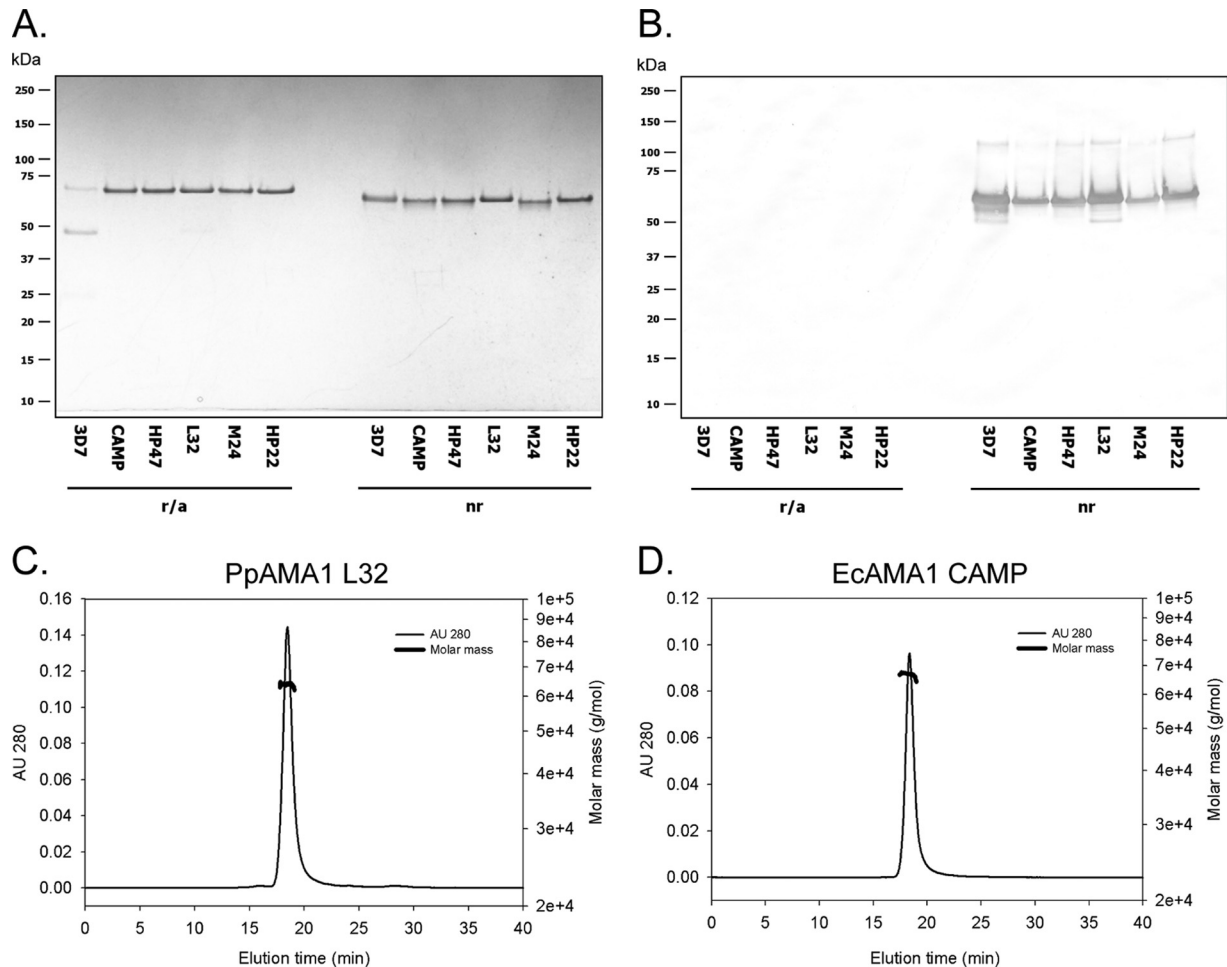 A.
kDa
250
150
100
75
50
37
25
20
15
10
3D7
CAMP
HP47
L32
M24
HP22
3D7
CAMP
HP47
L32
M24
HP22
r/a
nr
B.
kDa
250
150
100
75
50
37
25
20
15
10
3D7
CAMP
HP47
L32
M24
HP22
3D7
CAMP
HP47
L32
M24
HP22
r/a
nr
C.
PpAMA1 L32
AU 280
0.16
0.14
0.12
0.10
0.08
0.06
0.04
0.02
0.00
AU 280
Molar mass
1e+5
9e+4
8e+4
7e+4
6e+4
5e+4
4e+4
3e+4
2e+4
Molar mass (g/mol)
0 5 10 15 20 25 30 35 40
Elution time (min)
D.
EcAMA1 CAMP
AU 280
0.12
0.10
0.08
0.06
0.04
0.02
0.00
AU 280
Molar mass
1e+5
9e+4
8e+4
7e+4
6e+4
5e+4
4e+4
3e+4
2e+4
Molar mass (g/mol)
0 5 10 15 20 25 30 35 40
Elution time (min)